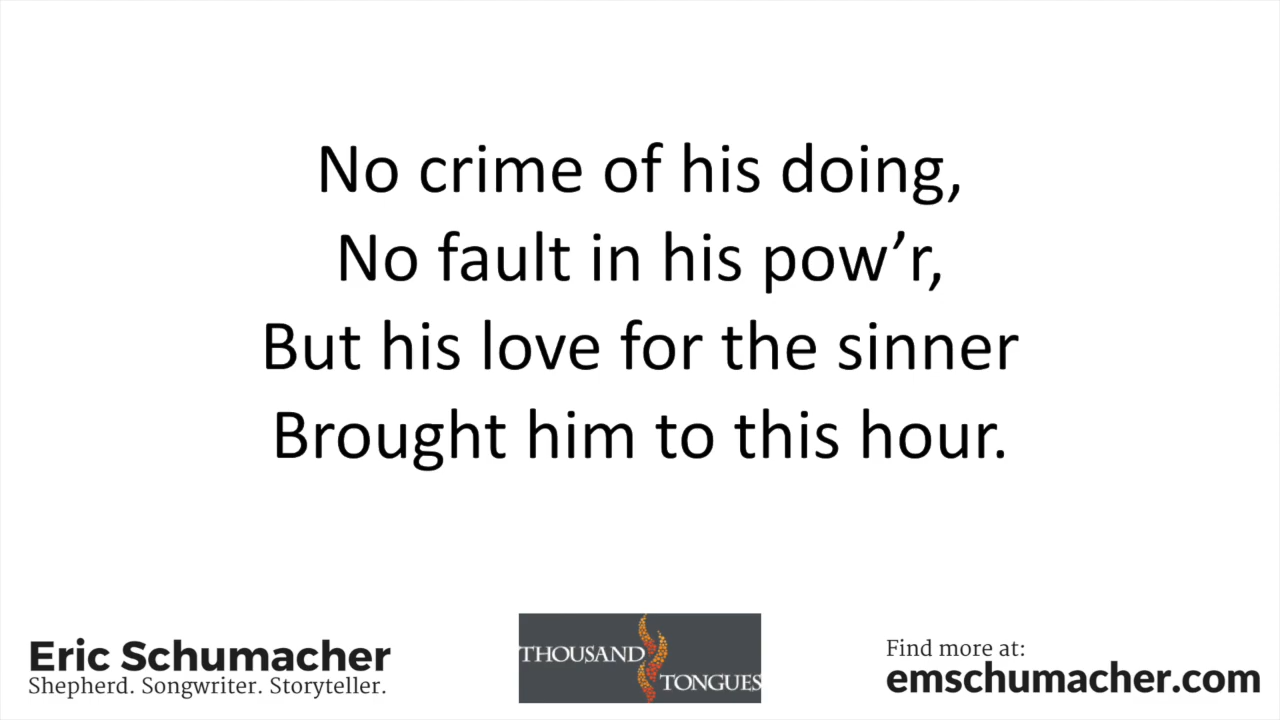 No crime of his doing,
No fault in his pow’r,
But his love for the sinner
Brought him to this hour.
Eric Schumacher
Shepherd. Songwriter. Storyteller.
THOUSAND
TONGUES
Find more at:
emschumacher.com